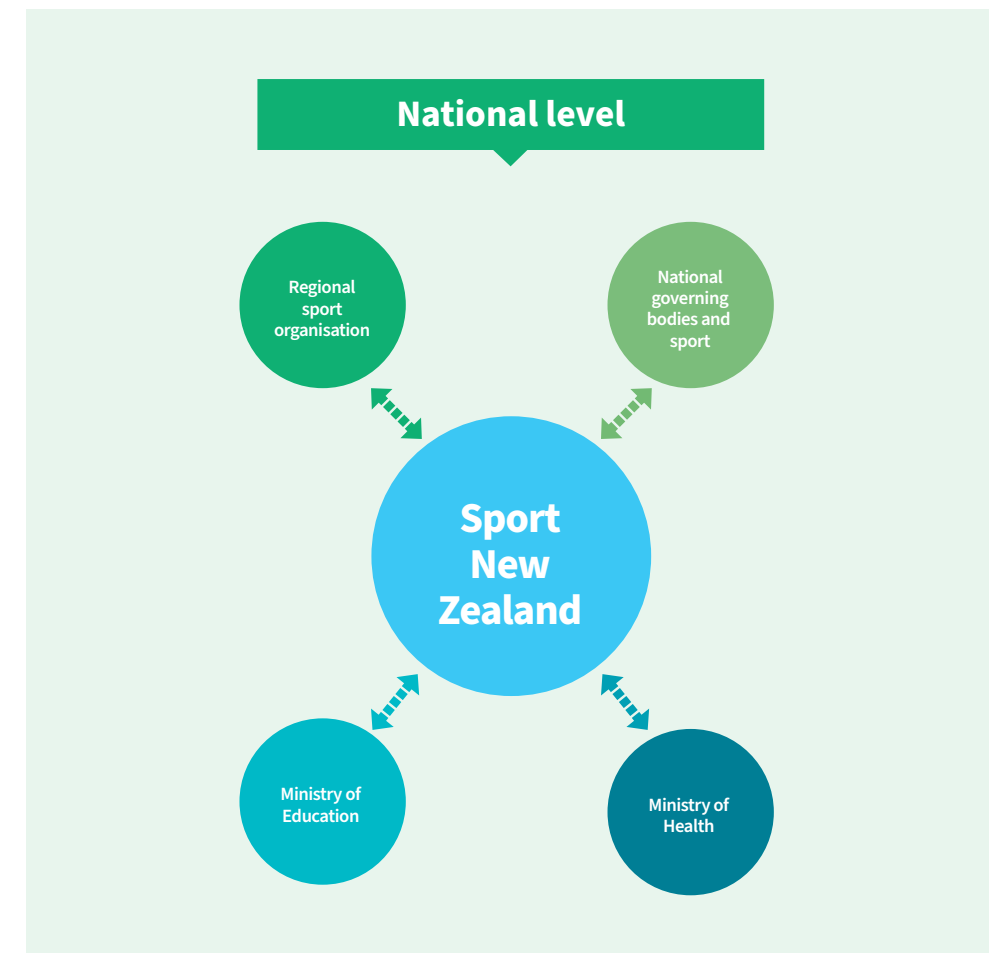 National level
Regional
sport
organisation
National
governing
bodies and
sport
Sport
New
Zealand
Ministry of
Education
Ministry of
Health